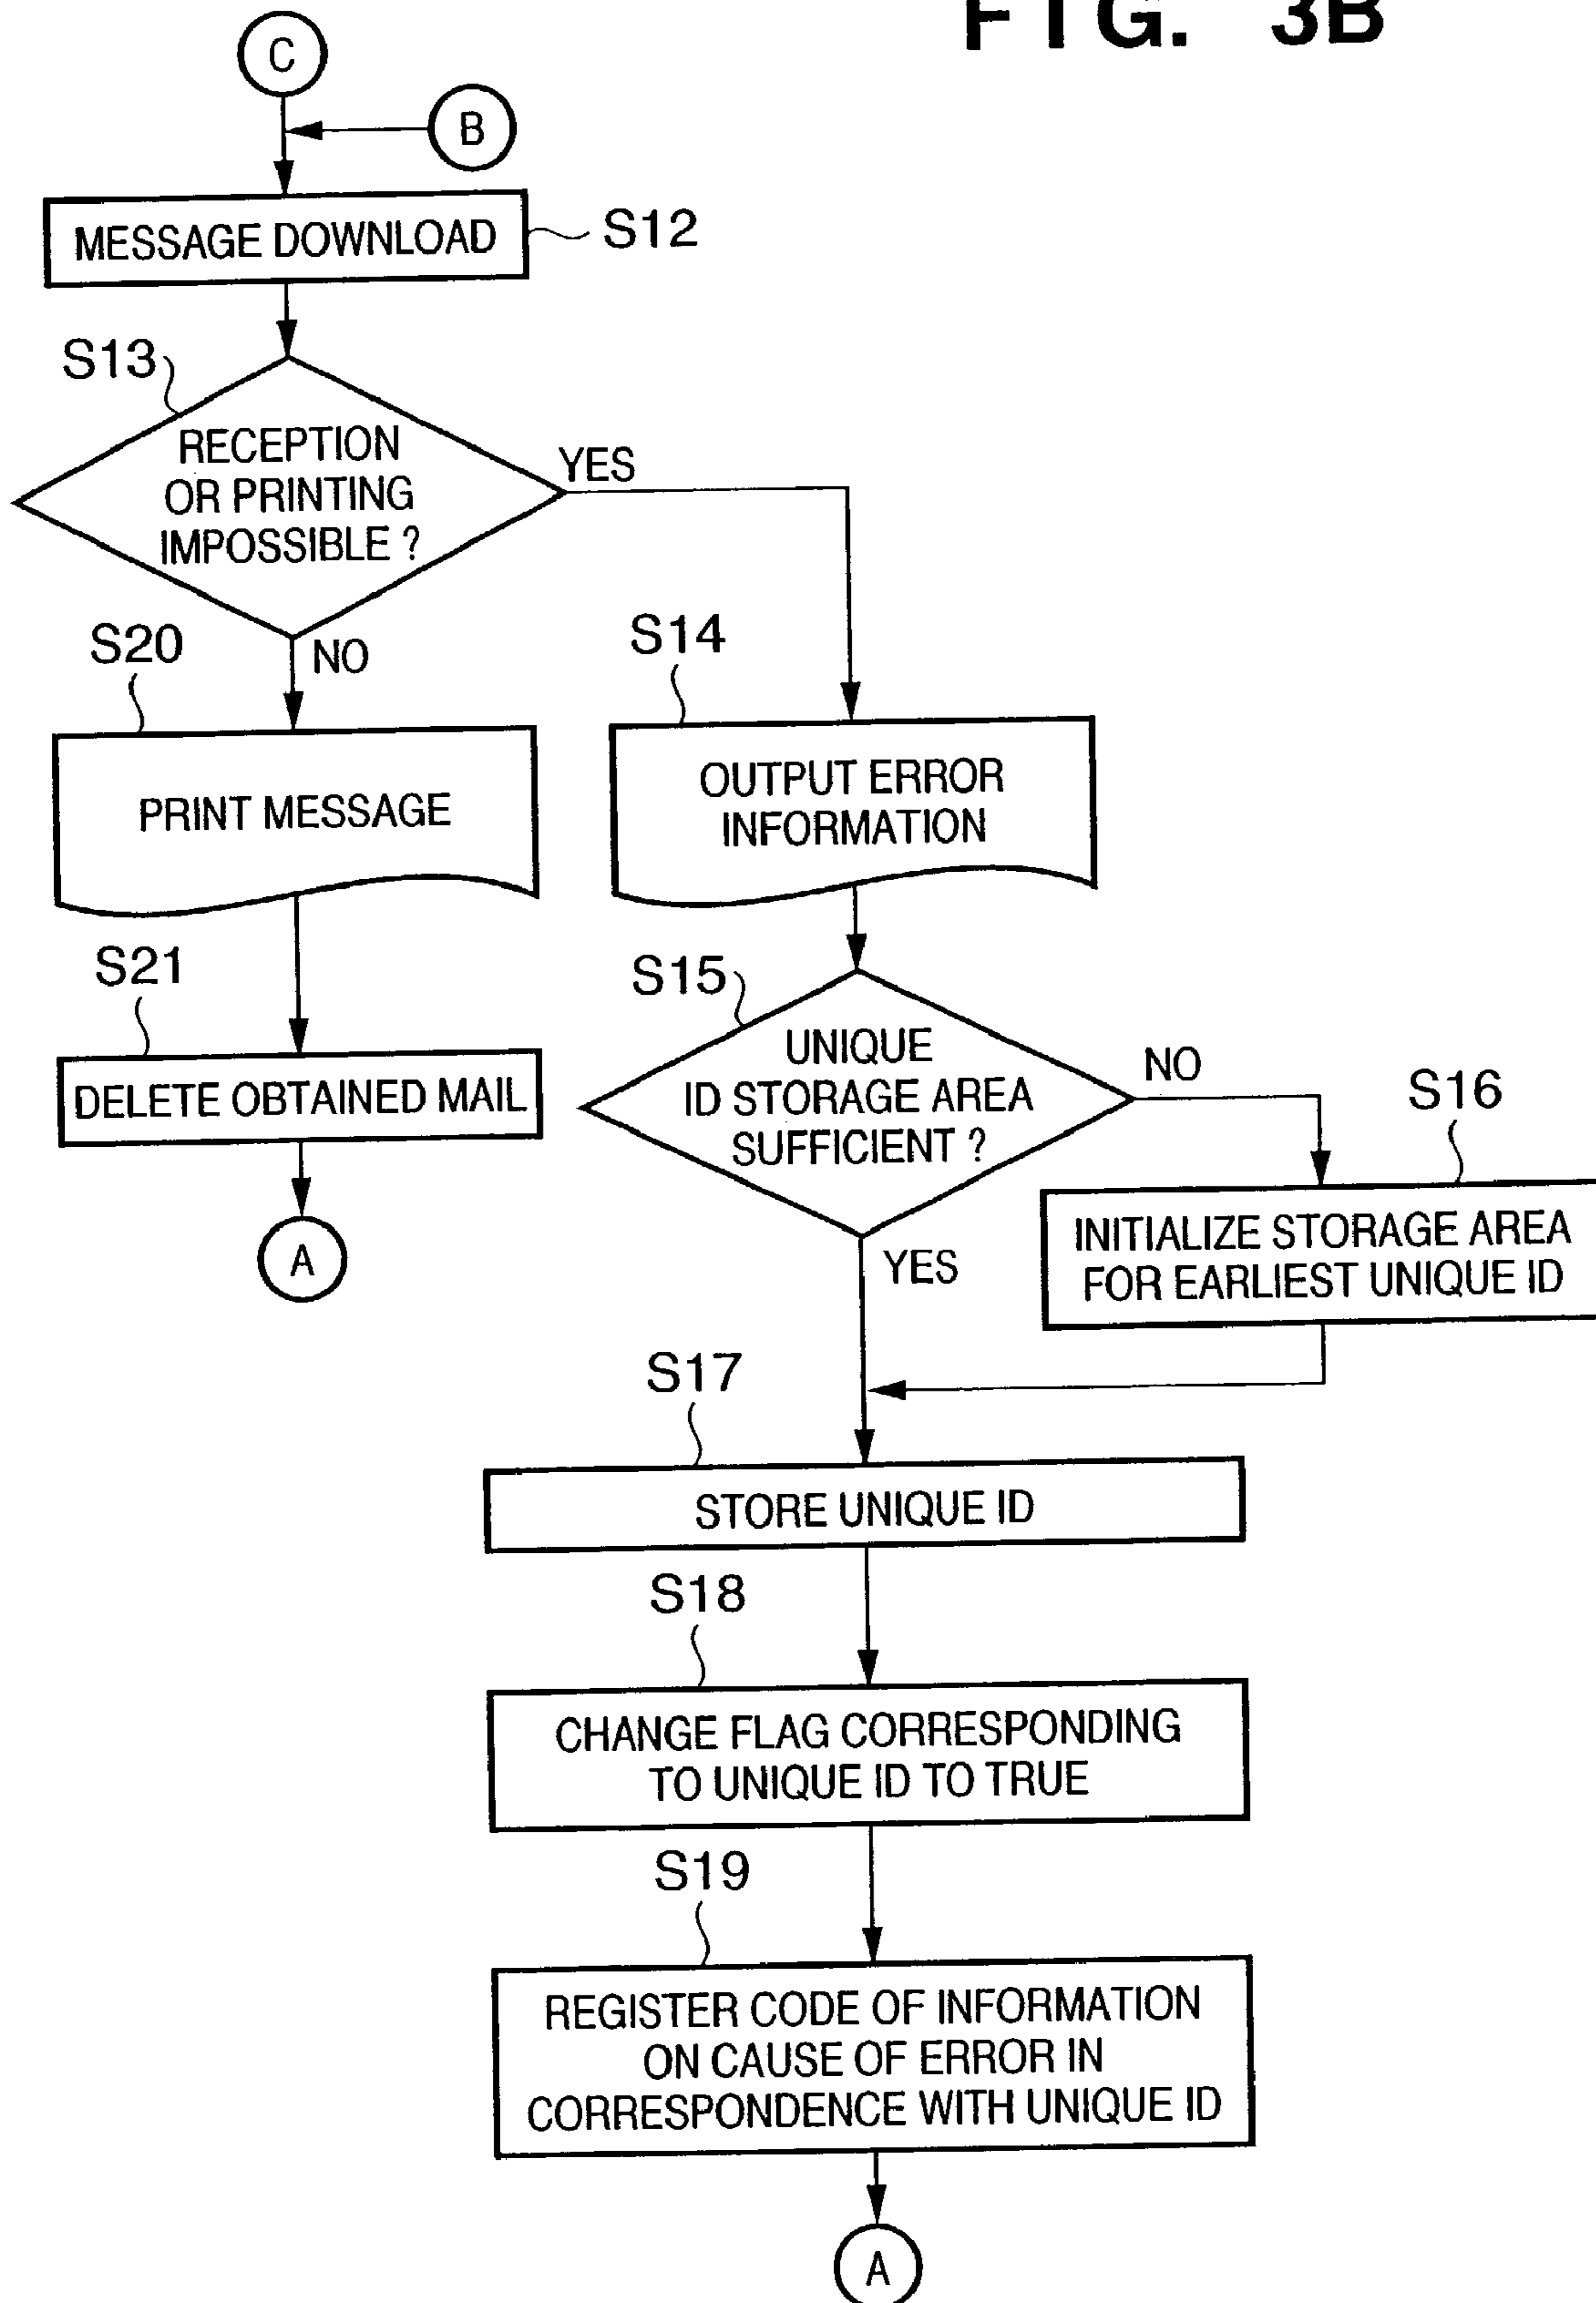 FIG. 3B
C
B
MESSAGE DOWNLOAD
S12
S13
RECEPTION
OR PRINTING
IMPOSSIBLE ?
YES
NO
S20
PRINT MESSAGE
S21
DELETE OBTAINED MAIL
A
S14
OUTPUT ERROR
INFORMATION
S15
UNIQUE
ID STORAGE AREA
SUFFICIENT ?
NO
YES
S16
INITIALIZE STORAGE AREA
FOR EARLIEST UNIQUE ID
S17
STORE UNIQUE ID
S18
CHANGE FLAG CORRESPONDING
TO UNIQUE ID TO TRUE
S19
REGISTER CODE OF INFORMATION
ON CAUSE OF ERROR IN
CORRESPONDENCE WITH UNIQUE ID
A